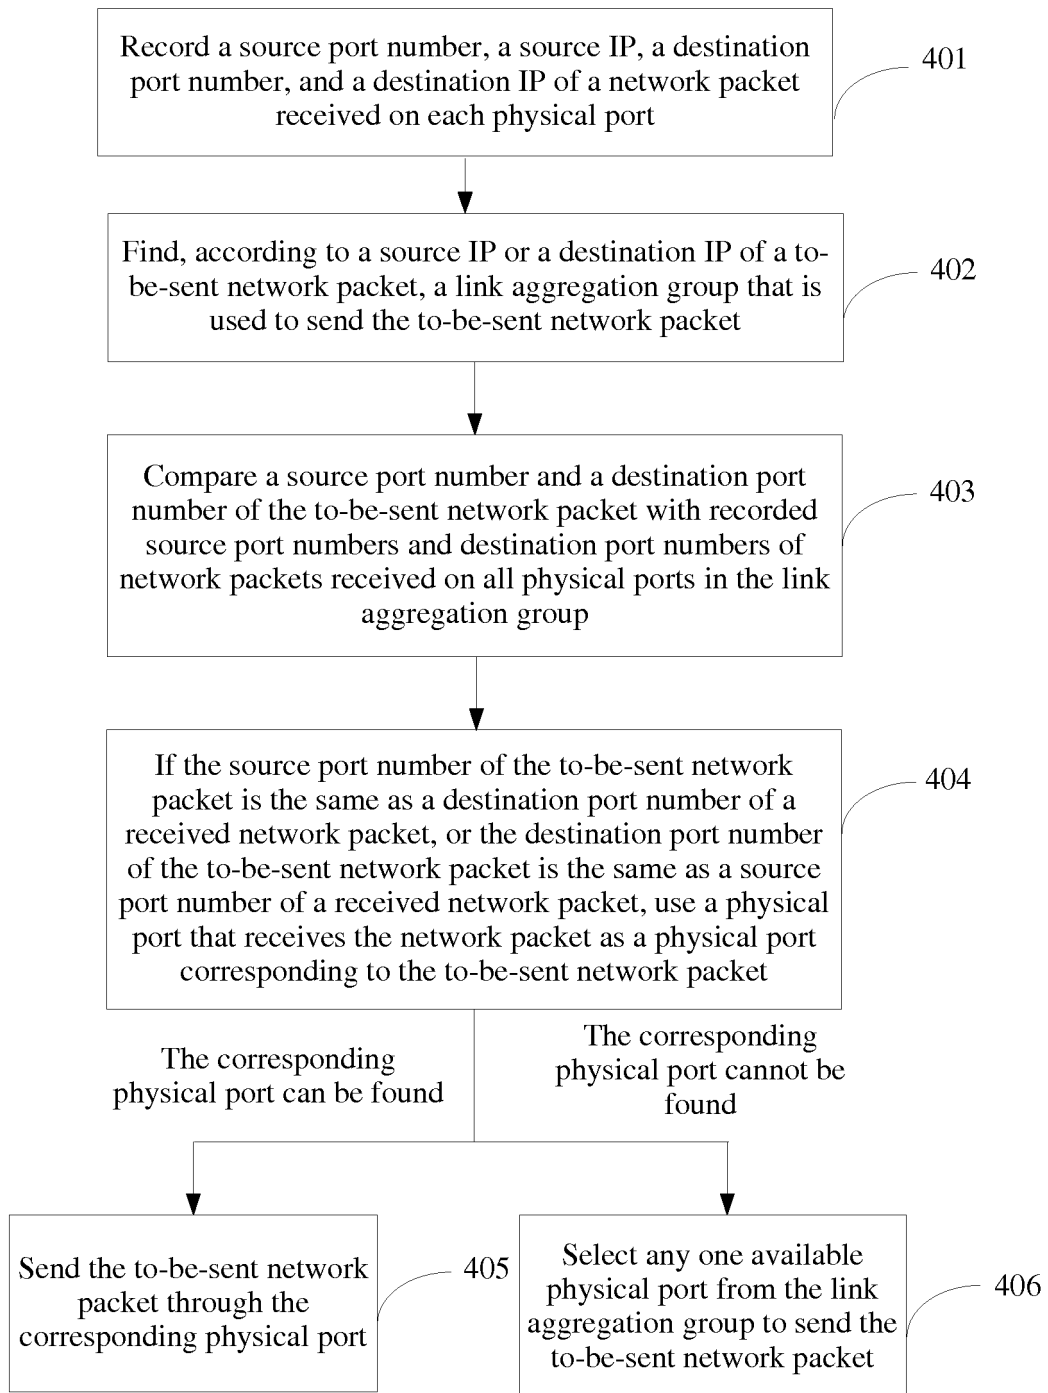 Record a source port number, a source IP, a destination
port number, and a destination IP of a network packet
received on each physical port
401
Find, according to a source IP or a destination IP of a to-
be-sent network packet, a link aggregation group that is
used to send the to-be-sent network packet
402
Compare a source port number and a destination port
number of the to-be-sent network packet with recorded
source port numbers and destination port numbers of
network packets received on all physical ports in the link
aggregation group
403
If the source port number of the to-be-sent network
packet is the same as a destination port number of a
received network packet, or the destination port number
of the to-be-sent network packet is the same as a source
port number of a received network packet, use a physical
port that receives the network packet as a physical port
corresponding to the to-be-sent network packet
404
The corresponding
physical port can be found
The corresponding
physical port cannot be
found
Send the to-be-sent network
packet through the
corresponding physical port
405
Select any one available
physical port from the link
aggregation group to send the
to-be-sent network packet
406